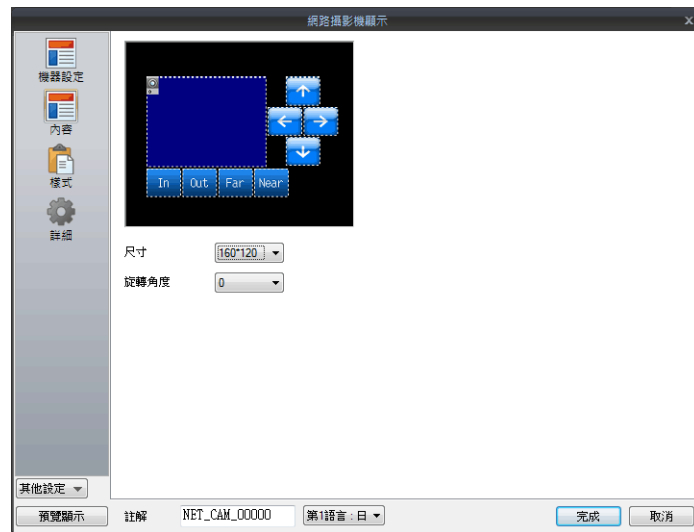 網路攝影機顯示
機器設定
內容
樣式
詳細
In Out Far Near
尺寸 160*120
旋轉角度 0
其他設定
預覽顯示 註解 NET_CAM_00000 第1語言:日 完成 取消